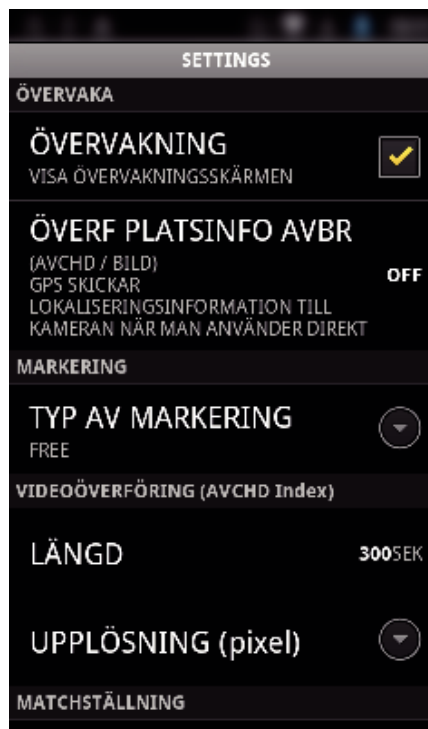 SETTINGS
ÖVERVAKA
ÖVERVAKNING
VISA ÖVERVAKNINGSSKÄRMEN
ÖVERF PLATSINFO AVBR
(AVCHD / BILD)
GPS SKICKAR
LOKALISERINGSINFORMATION TILL
KAMERAN NÄR MAN ANVÄNDER DIREKT
OFF
MARKERING
TYP AV MARKERING
FREE
VIDEOÖVERFÖRING (AVCHD Index)
LÄNGD
300SEK
UPPLÖSNING (pixel)
MATCHSTÄLLNING